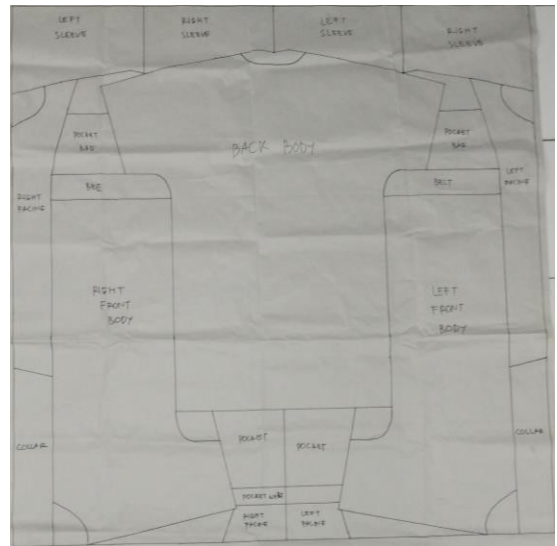 LEFT
SLEEVE
RIGHT
SLEEVE
LEFT
SLEEVE
RIGHT
SLEEVE
BACK BODY
POCKET
BAG
POCKET
BAG
BELT
RIGHT
FACING
LEFT
FACING
RIGHT
FRONT
BODY
LEFT
FRONT
BODY
COLLAR
COLLAR
POCKET
POCKET
POCKET
RIGHT
FACING
LEFT
FACING